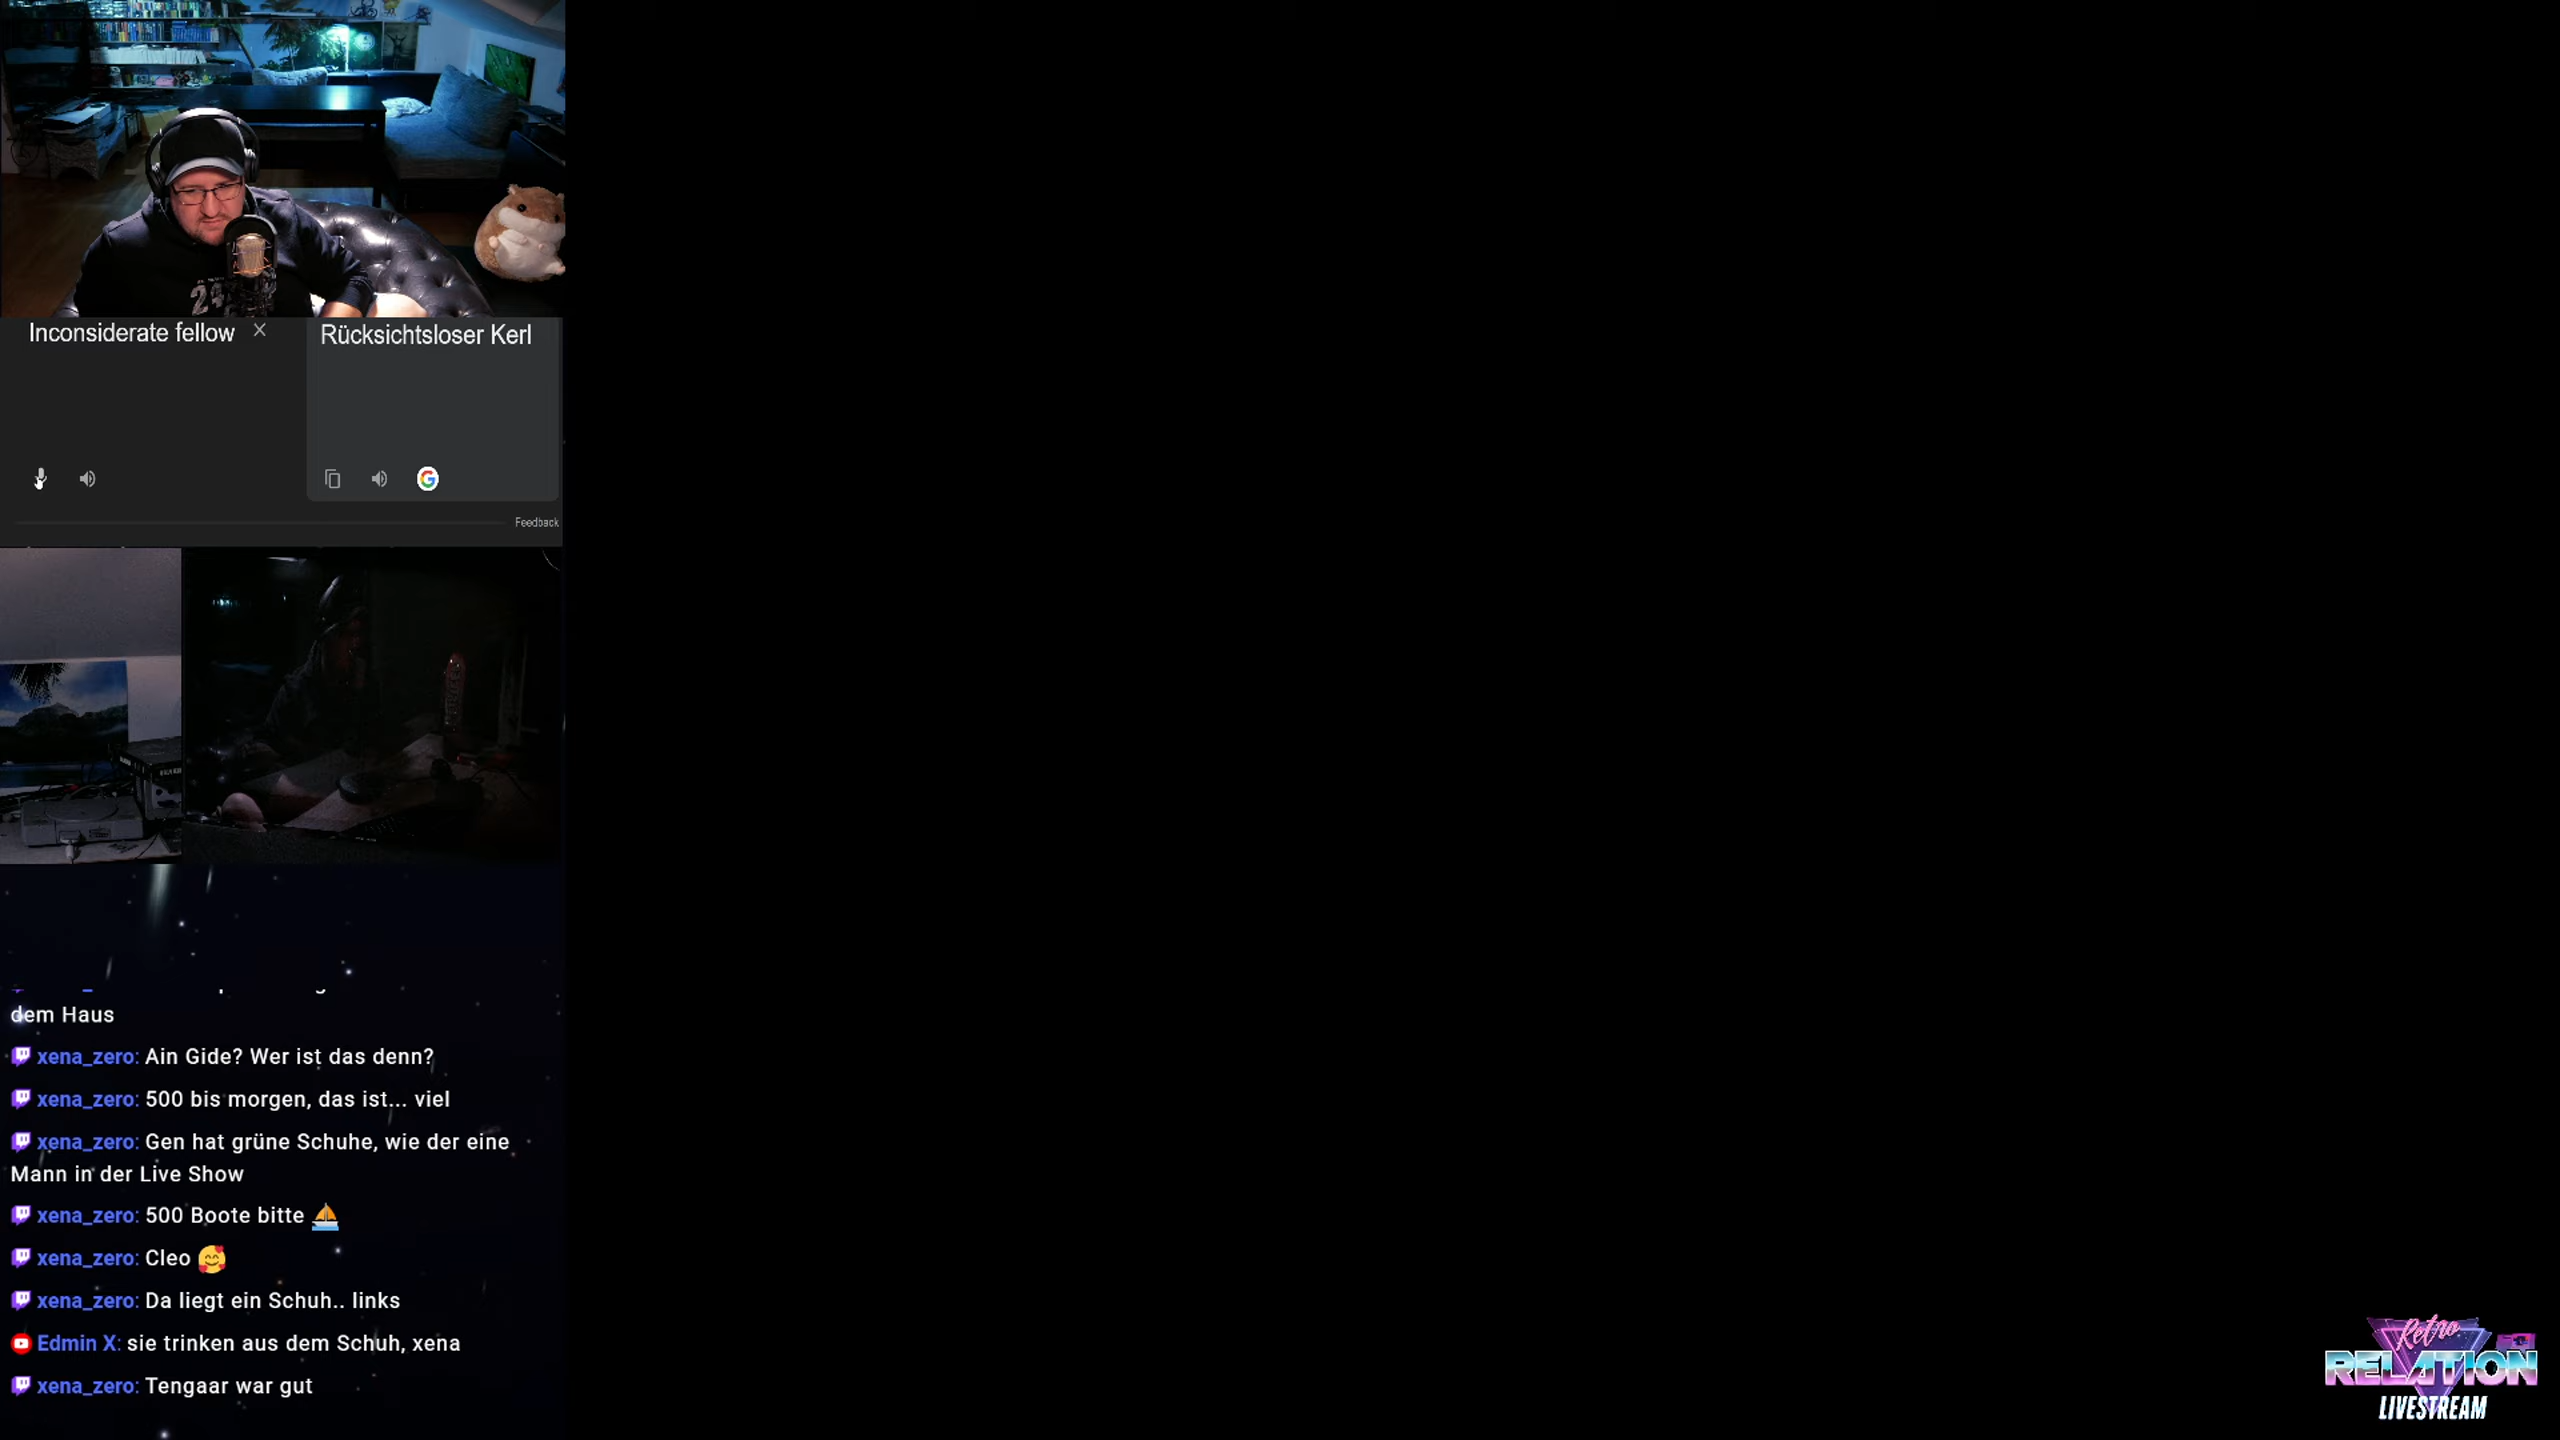 24
Inconsiderate fellow
Rücksichtsloser Kerl
Feedback
dem Haus
xena_zero: Ain Gide? Wer ist das denn?
xena_zero: 500 bis morgen, das ist... viel
xena_zero: Gen hat grüne Schuhe, wie der eine
Mann in der Live Show
xena_zero: 500 Boote bitte ⛵
xena_zero: Cleo 🥰
xena_zero: Da liegt ein Schuh.. links
Edmin X: sie trinken aus dem Schuh, xena
xena_zero: Tengaar war gut
Retro
RELATION
LIVESTREAM